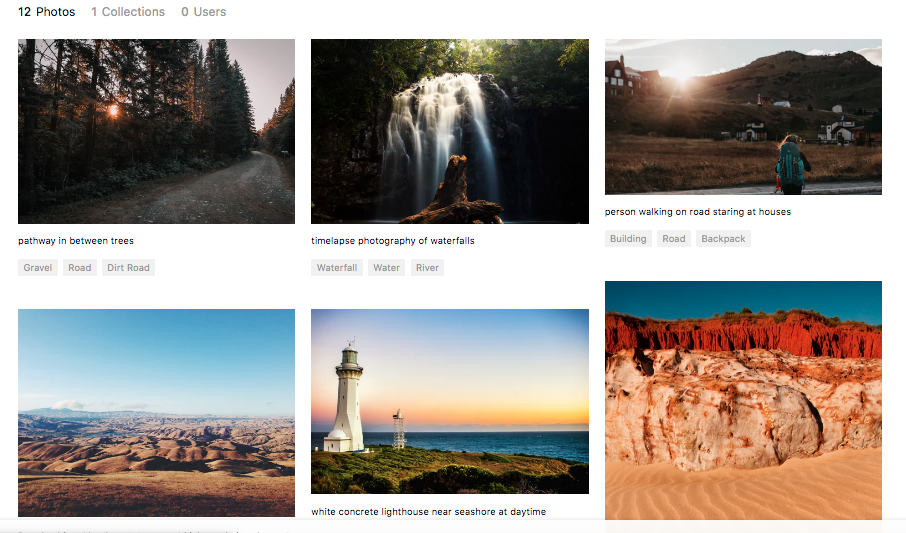 12 Photos 1 Collections 0 Users
pathway in between trees
Gravel Road Dirt Road
timelapse photography of waterfalls
Waterfall Water River
person walking on road staring at houses
Building Road Backpack
white concrete lighthouse near seashore at daytime